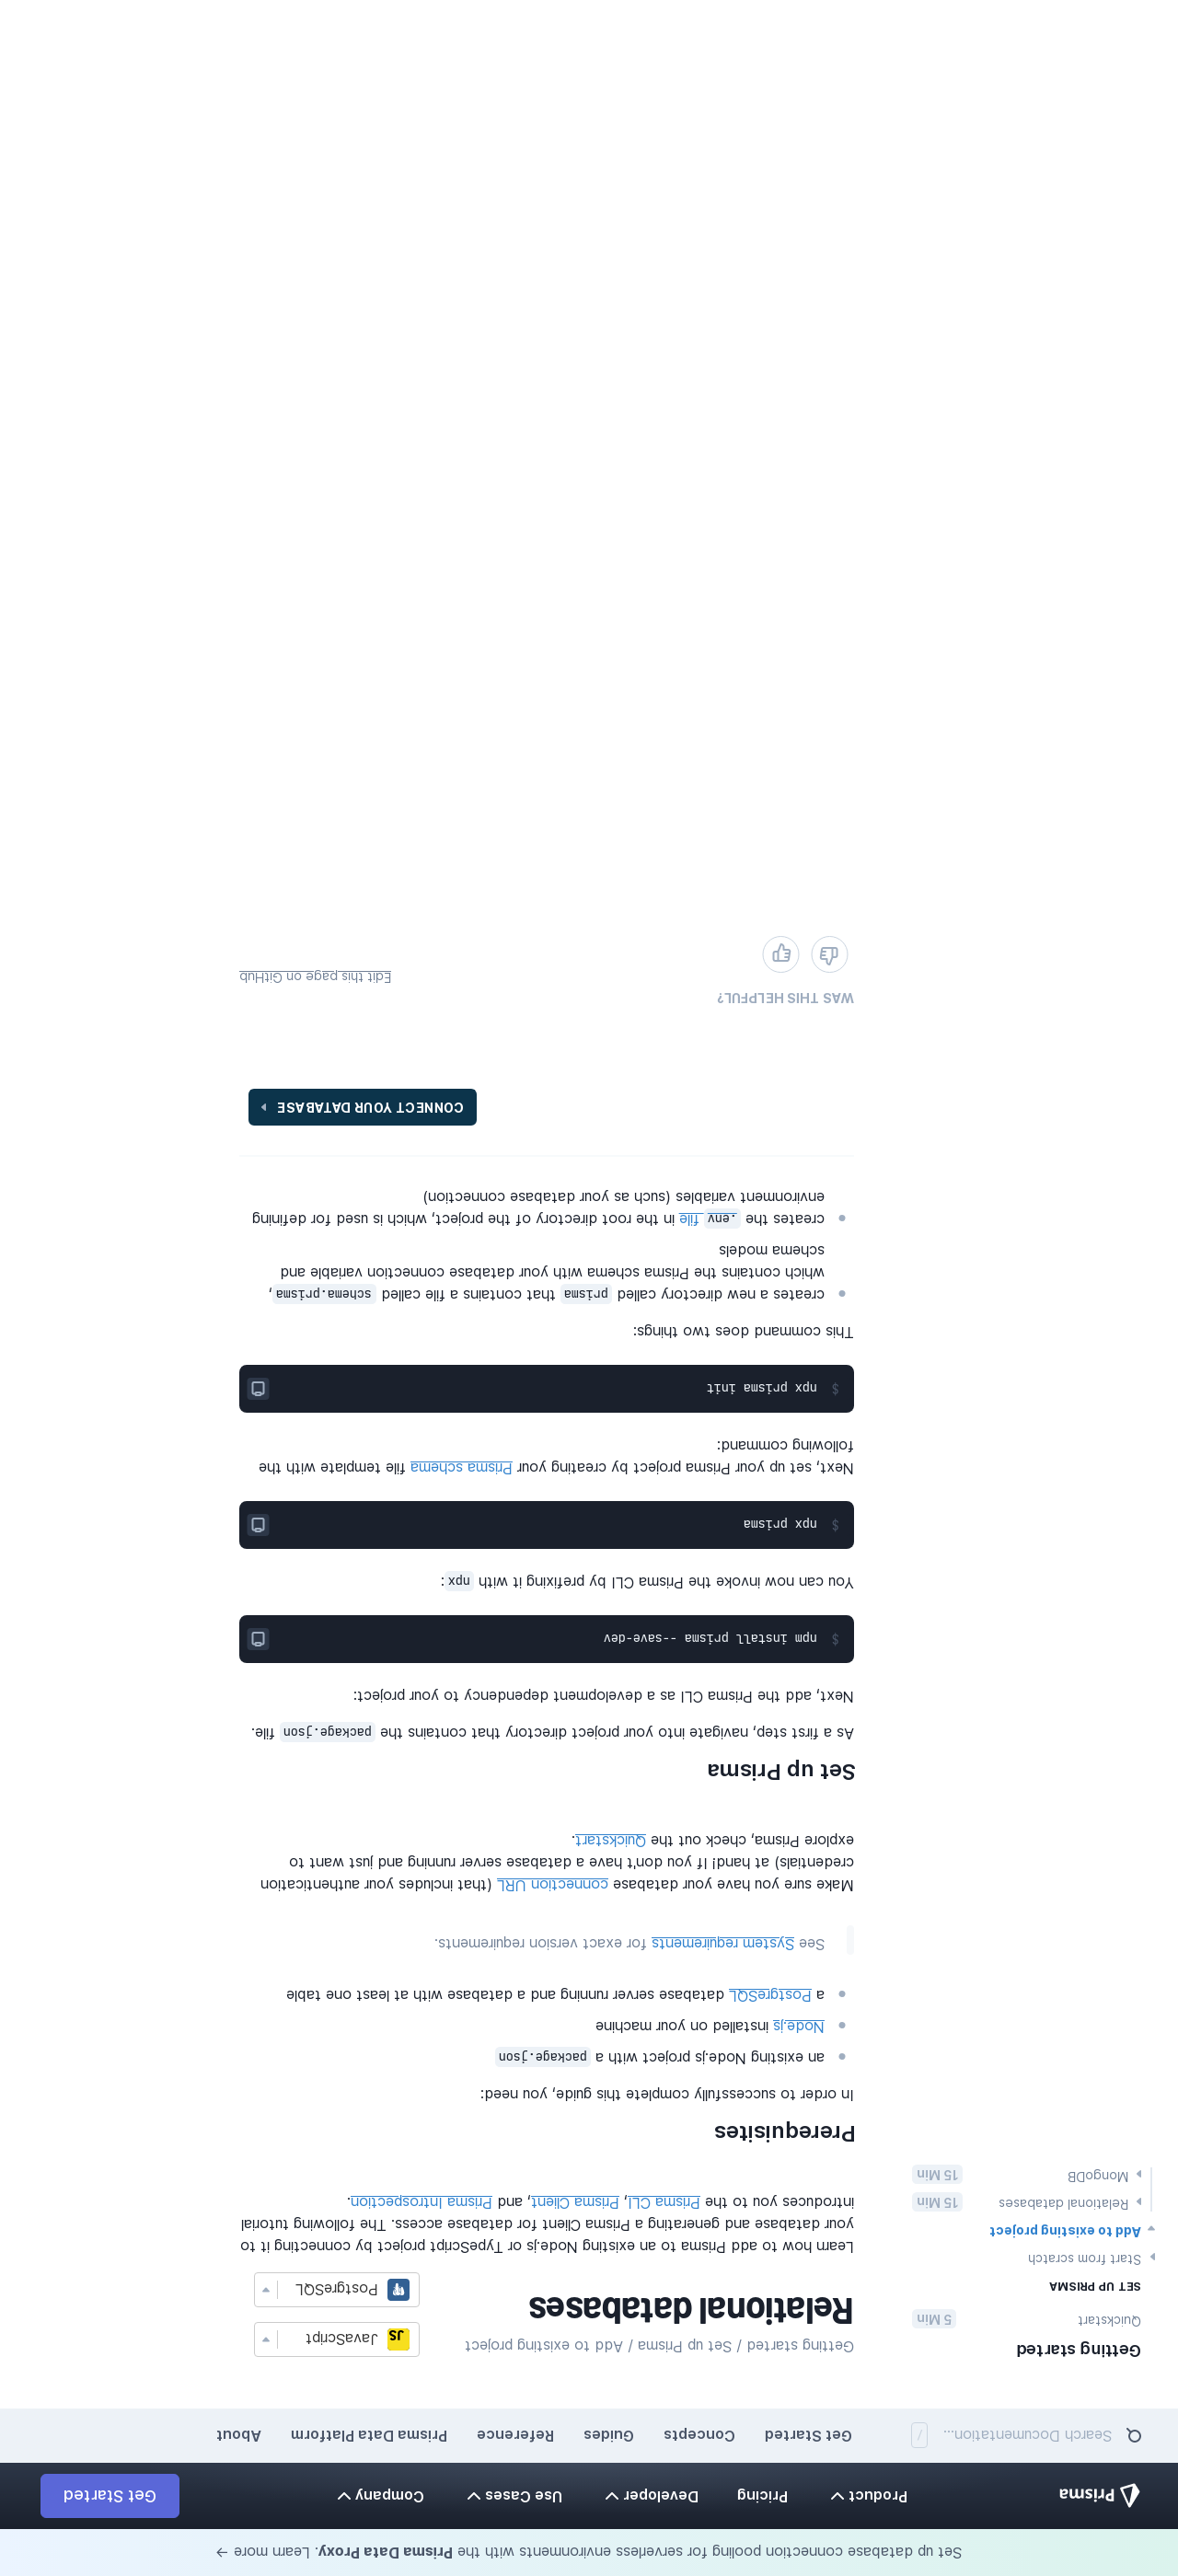 Set up database connection pooling for serverless environments with the Prisma Data Proxy. Learn more →
Prisma
Product
Pricing
Developer
Use Cases
Company
Get Started
Search Documentation...
/
Get Started
Concepts
Guides
Reference
Prisma Data Platform
About
Getting started
Quickstart
5 Min
SET UP PRISMA
Start from scratch
Add to existing project
Relational databases
15 Min
MongoDB
15 Min
Getting started / Set up Prisma / Add to existing project
Relational databases
JS JavaScript
PostgreSQL
Learn how to add Prisma to an existing Node.js or TypeScript project by connecting it to
your database and generating a Prisma Client for database access. The following tutorial
introduces you to the Prisma CLI, Prisma Client, and Prisma Introspection.
Prerequisites
In order to successfully complete this guide, you need:
an existing Node.js project with a package.json
Node.js installed on your machine
a PostgreSQL database server running and a database with at least one table
See System requirements for exact version requirements.
Make sure you have your database connection URL (that includes your authentication
credentials) at hand! If you don't have a database server running and just want to
explore Prisma, check out the Quickstart.
Set up Prisma
As a first step, navigate into your project directory that contains the package.json file.
Next, add the Prisma CLI as a development dependency to your project:
$ npm install prisma --save-dev
You can now invoke the Prisma CLI by prefixing it with npx:
$ npx prisma
Next, set up your Prisma project by creating your Prisma schema file template with the
following command:
$ npx prisma init
This command does two things:
creates a new directory called prisma that contains a file called schema.prisma,
which contains the Prisma schema with your database connection variable and
schema models
creates the .env file in the root directory of the project, which is used for defining
environment variables (such as your database connection)
CONNECT YOUR DATABASE
WAS THIS HELPFUL?
Edit this page on GitHub